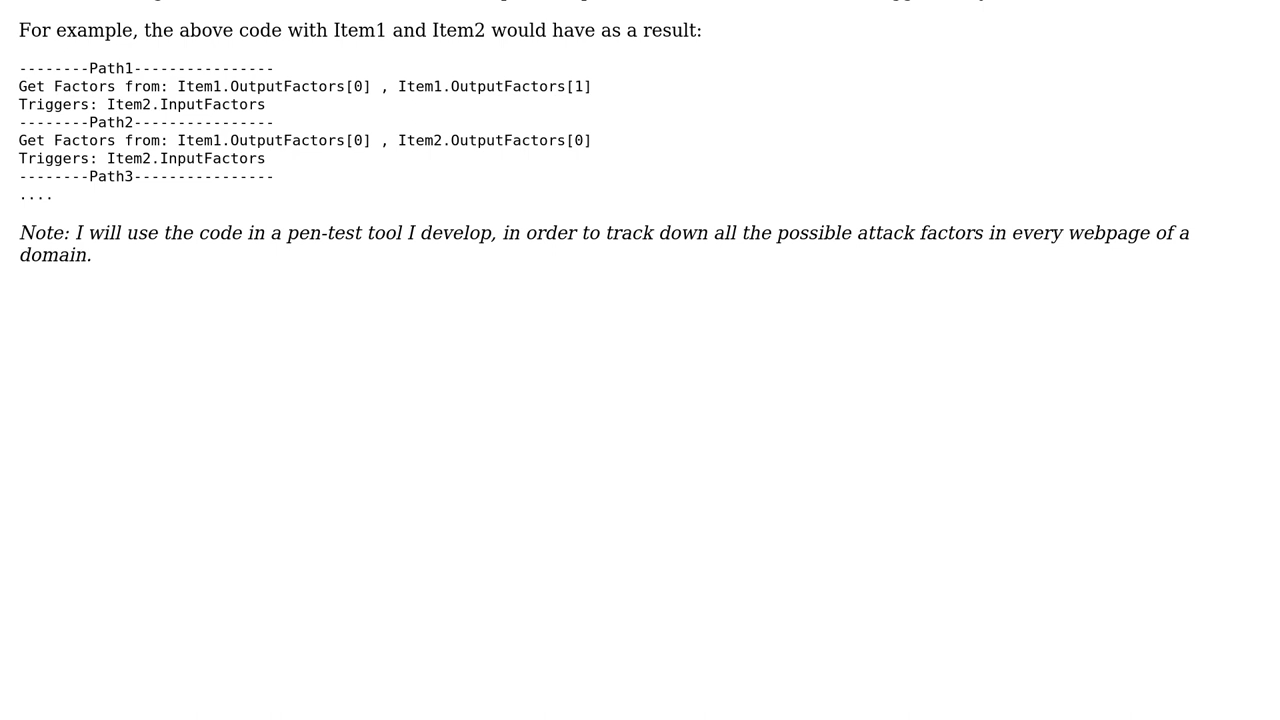 For example, the above code with Item1 and Item2 would have as a result:
--------Path1----------------
Get Factors from: Item1.OutputFactors[0] , Item1.OutputFactors[1]
Triggers: Item2.InputFactors
--------Path2----------------
Get Factors from: Item1.OutputFactors[0] , Item2.OutputFactors[0]
Triggers: Item2.InputFactors
--------Path3----------------
....
Note: I will use the code in a pen-test tool I develop, in order to track down all the possible attack factors in every webpage of a
domain.